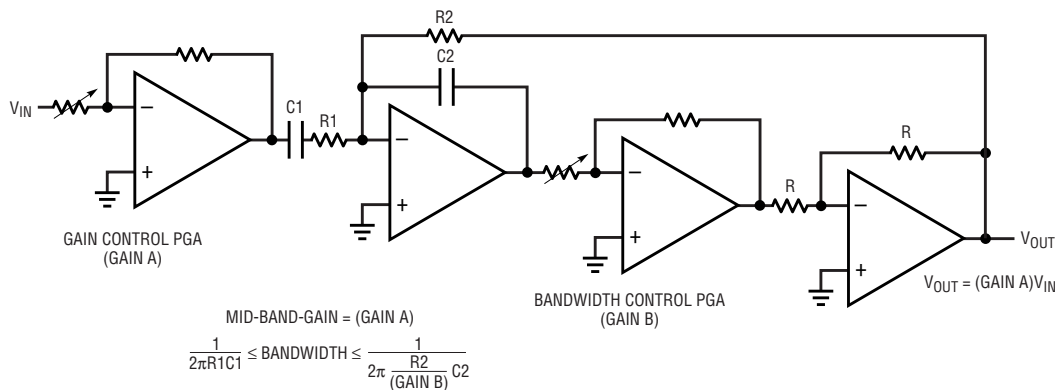 R2
C2
V_IN
C1
R1
R
R
−
+
−
+
−
+
−
+
GAIN CONTROL PGA
(GAIN A)
V_OUT
V_OUT = (GAIN A)V_IN
BANDWIDTH CONTROL PGA
(GAIN B)
MID-BAND-GAIN = (GAIN A)
1/(2πR1C1) ≤ BANDWIDTH ≤ 1/(2π R2/(GAIN B) C2)